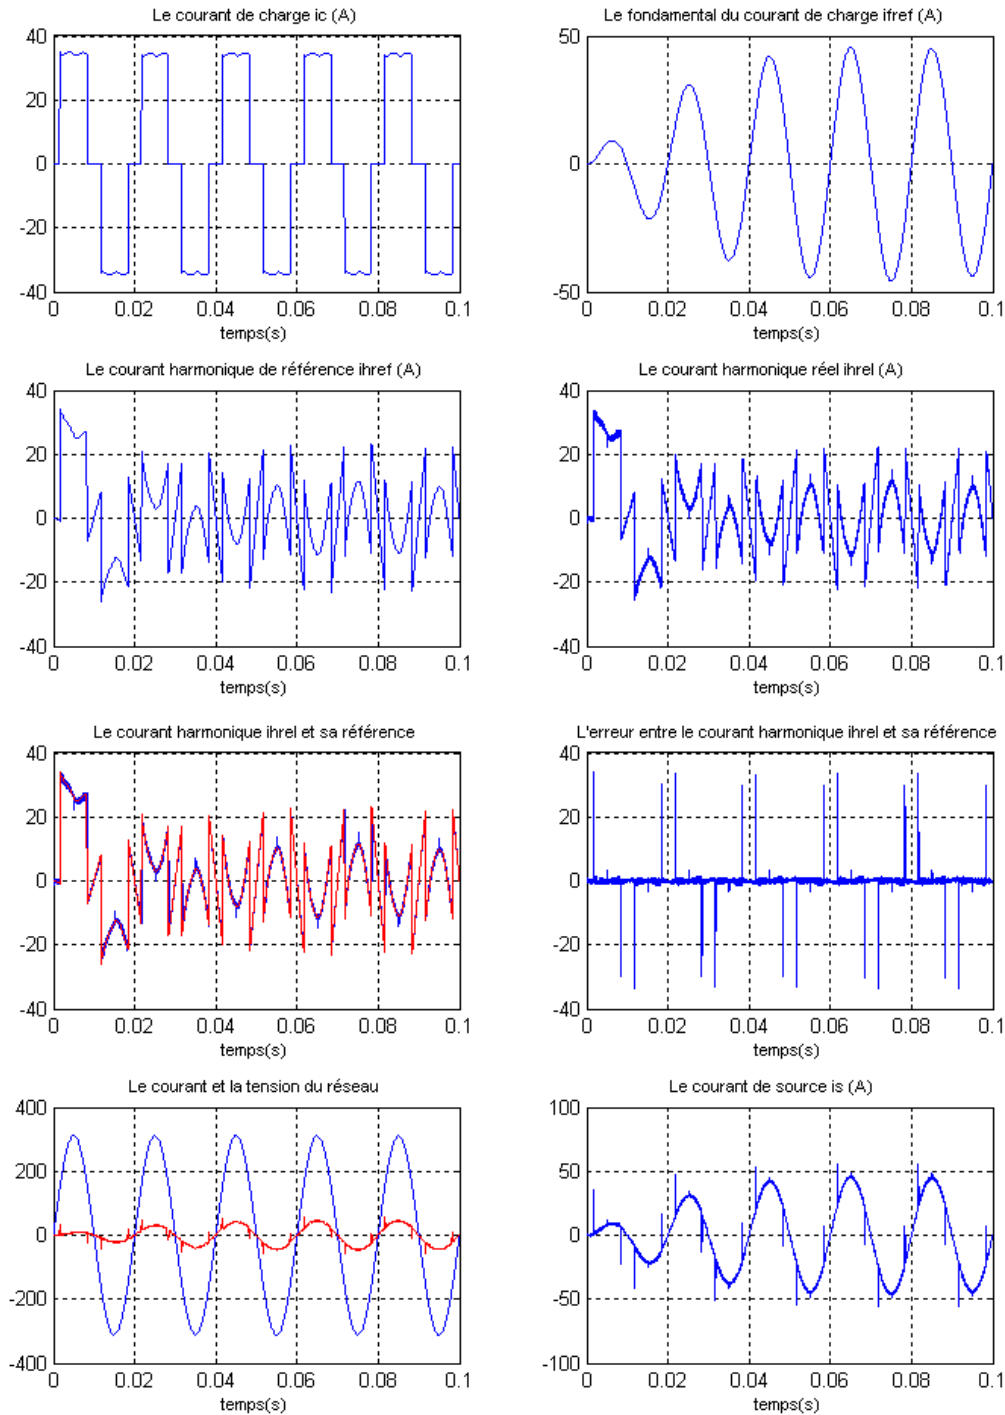 Le courant de charge ic (A)
40
20
0
-20
-40
0 0.02 0.04 0.06 0.08 0.1
temps(s)
Le fondamental du courant de charge ifref (A)
50
0
-50
0 0.02 0.04 0.06 0.08 0.1
temps(s)
Le courant harmonique de référence ihref (A)
40
20
0
-20
-40
0 0.02 0.04 0.06 0.08 0.1
temps(s)
Le courant harmonique réel ihrel (A)
40
20
0
-20
-40
0 0.02 0.04 0.06 0.08 0.1
temps(s)
Le courant harmonique ihrel et sa référence
40
20
0
-20
-40
0 0.02 0.04 0.06 0.08 0.1
temps(s)
L'erreur entre le courant harmonique ihrel et sa référence
40
20
0
-20
-40
0 0.02 0.04 0.06 0.08 0.1
temps(s)
Le courant et la tension du réseau
400
200
0
-200
-400
0 0.02 0.04 0.06 0.08 0.1
temps(s)
Le courant de source is (A)
100
50
0
-50
-100
0 0.02 0.04 0.06 0.08 0.1
temps(s)